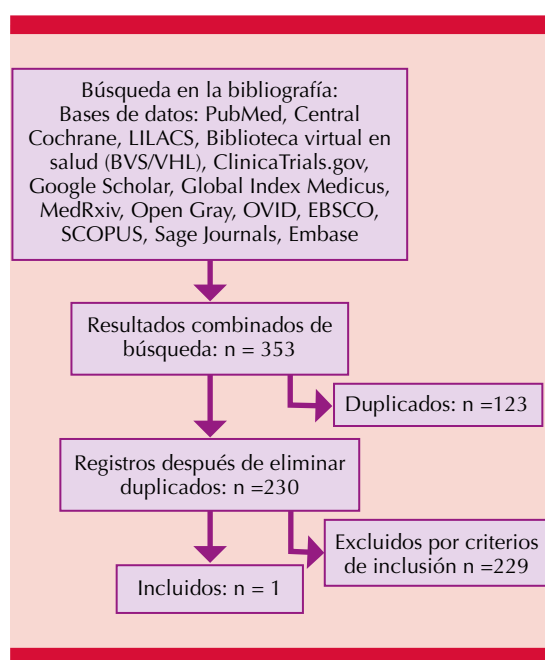 Búsqueda en la bibliografía:
Bases de datos: PubMed, Central
Cochrane, LILACS, Biblioteca virtual en
salud (BVS/VHL), ClinicaTrials.gov,
Google Scholar, Global Index Medicus,
MedRxiv, Open Gray, OVID, EBSCO,
SCOPUS, Sage Journals, Embase
Resultados combinados de
búsqueda: n = 353
Duplicados: n =123
Registros después de eliminar
duplicados: n =230
Excluidos por criterios
de inclusión n =229
Incluidos: n = 1